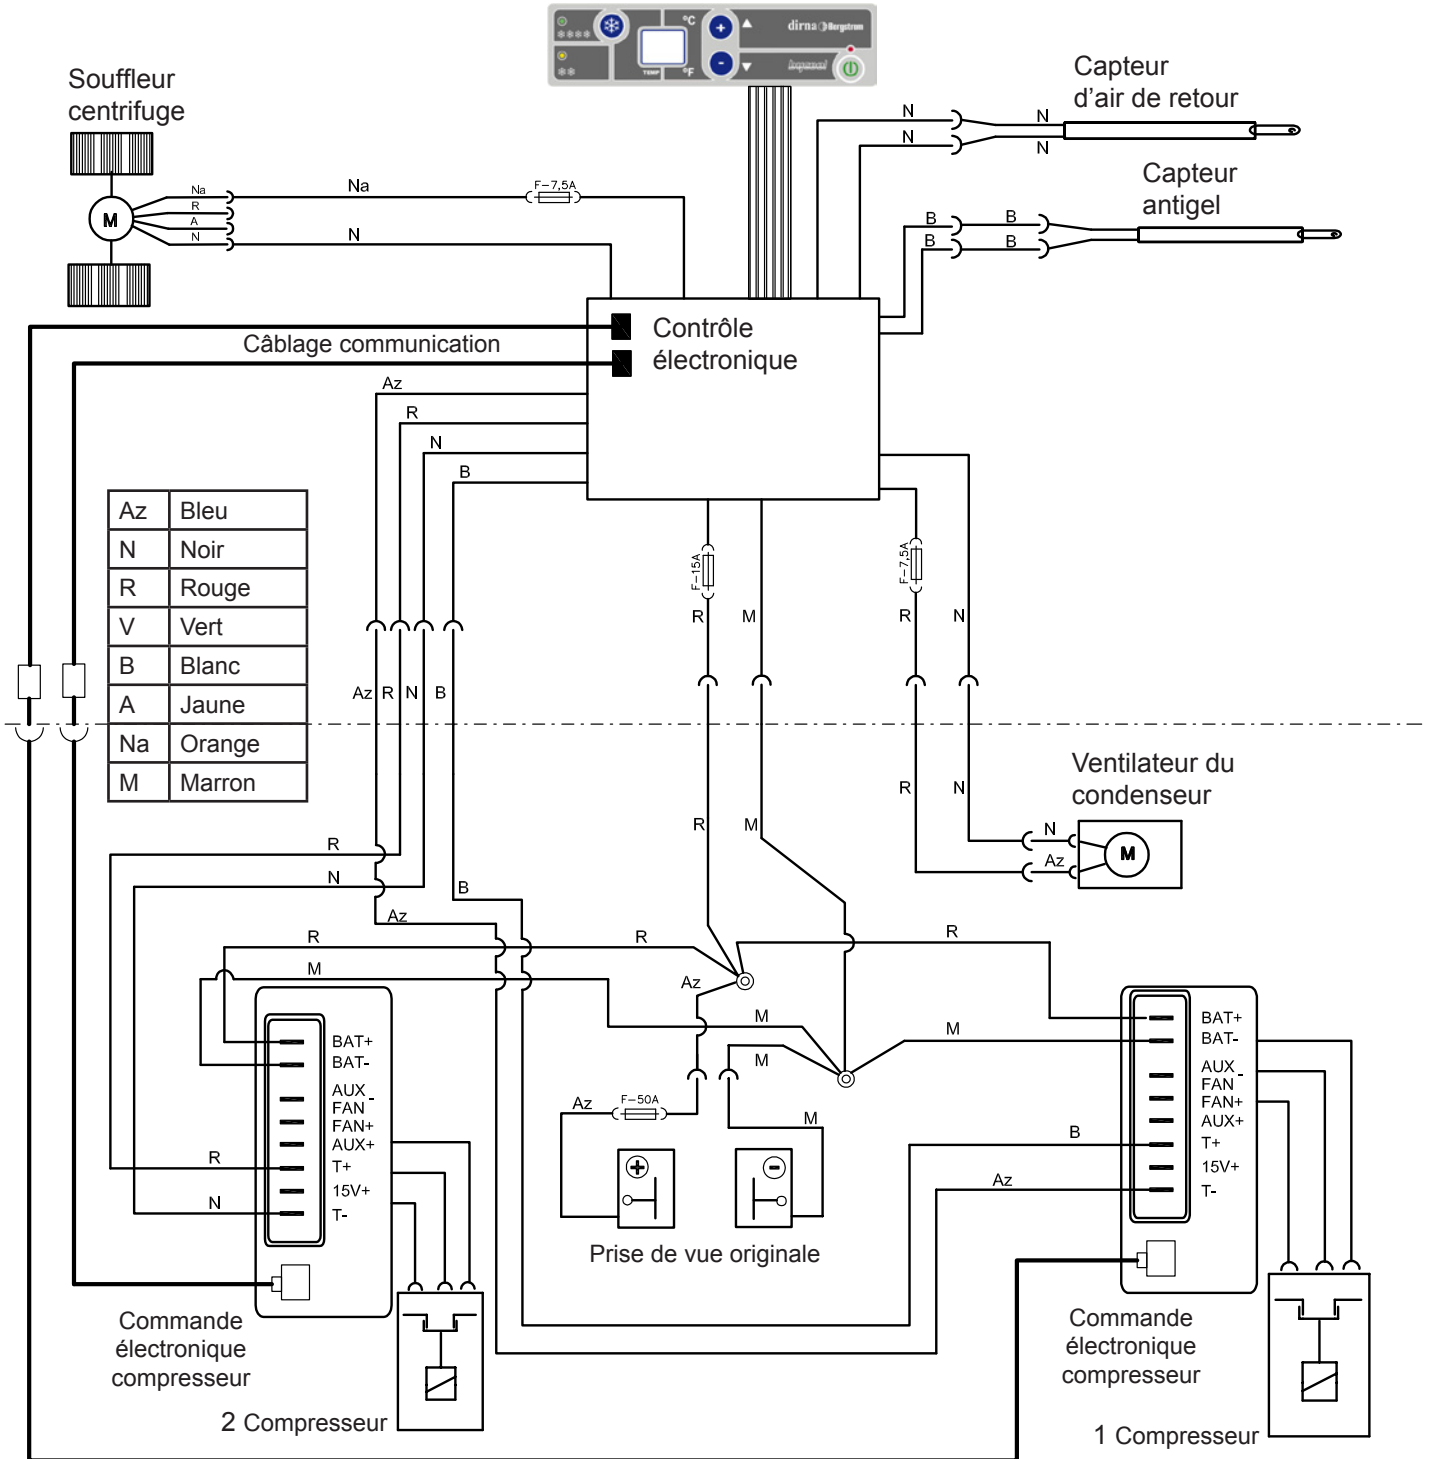 °C
dirna Bergstrom
TEMP
°F
Souffleur
centrifuge
Capteur
d'air de retour
N
N
N
N
Capteur
antigel
M
Na
R
A
N
Na
F-7,5A
N
B
B
B
B
Contrôle
électronique
Câblage communication
Az
R
N
B
Az Bleu
N Noir
R Rouge
V Vert
B Blanc
A Jaune
Na Orange
M Marron
F-15A
F-7,5A
R
M
R
N
Az
R
N
B
Ventilateur du
condenseur
R
N
R
M
N
Az
M
R
N
B
Az
R
R
R
M
Az
M
M
M
BAT+
BAT-
AUX
FAN -
FAN+
AUX+
T+
15V+
T-
R
N
Az
F-50A
M
+
-
Prise de vue originale
B
Az
BAT+
BAT-
AUX
FAN -
FAN+
AUX+
T+
15V+
T-
Commande
électronique
compresseur
2 Compresseur
Commande
électronique
compresseur
1 Compresseur